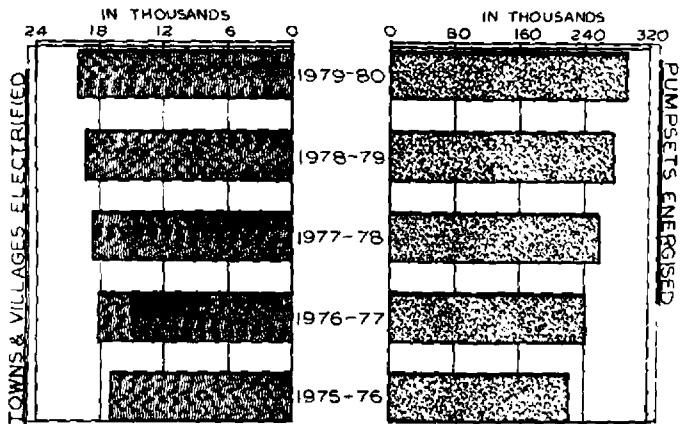 IN THOUSANDS
24 18 12 6 0
IN THOUSANDS
0 80 160 240 320
TOWNS & VILLAGES ELECTRIFIED
1979-80
1978-79
1977-78
1976-77
1975-76
PUMPSETS ENERGISED